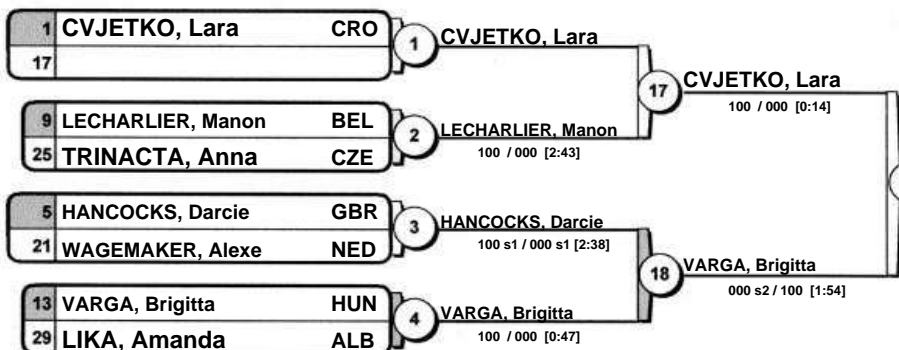 1 CVJETKO, Lara CRO
17
1
CVJETKO, Lara
9 LECHARLIER, Manon BEL
25 TRINACTA, Anna CZE
2
LECHARLIER, Manon
100 / 000 [2:43]
17
CVJETKO, Lara
100 / 000 [0:14]
5 HANCOCKS, Darcie GBR
21 WAGEMAKER, Alexe NED
3
HANCOCKS, Darcie
100 s1 / 000 s1 [2:38]
13 VARGA, Brigitta HUN
29 LIKA, Amanda ALB
4
VARGA, Brigitta
100 / 000 [0:47]
18
VARGA, Brigitta
000 s2 / 100 [1:54]